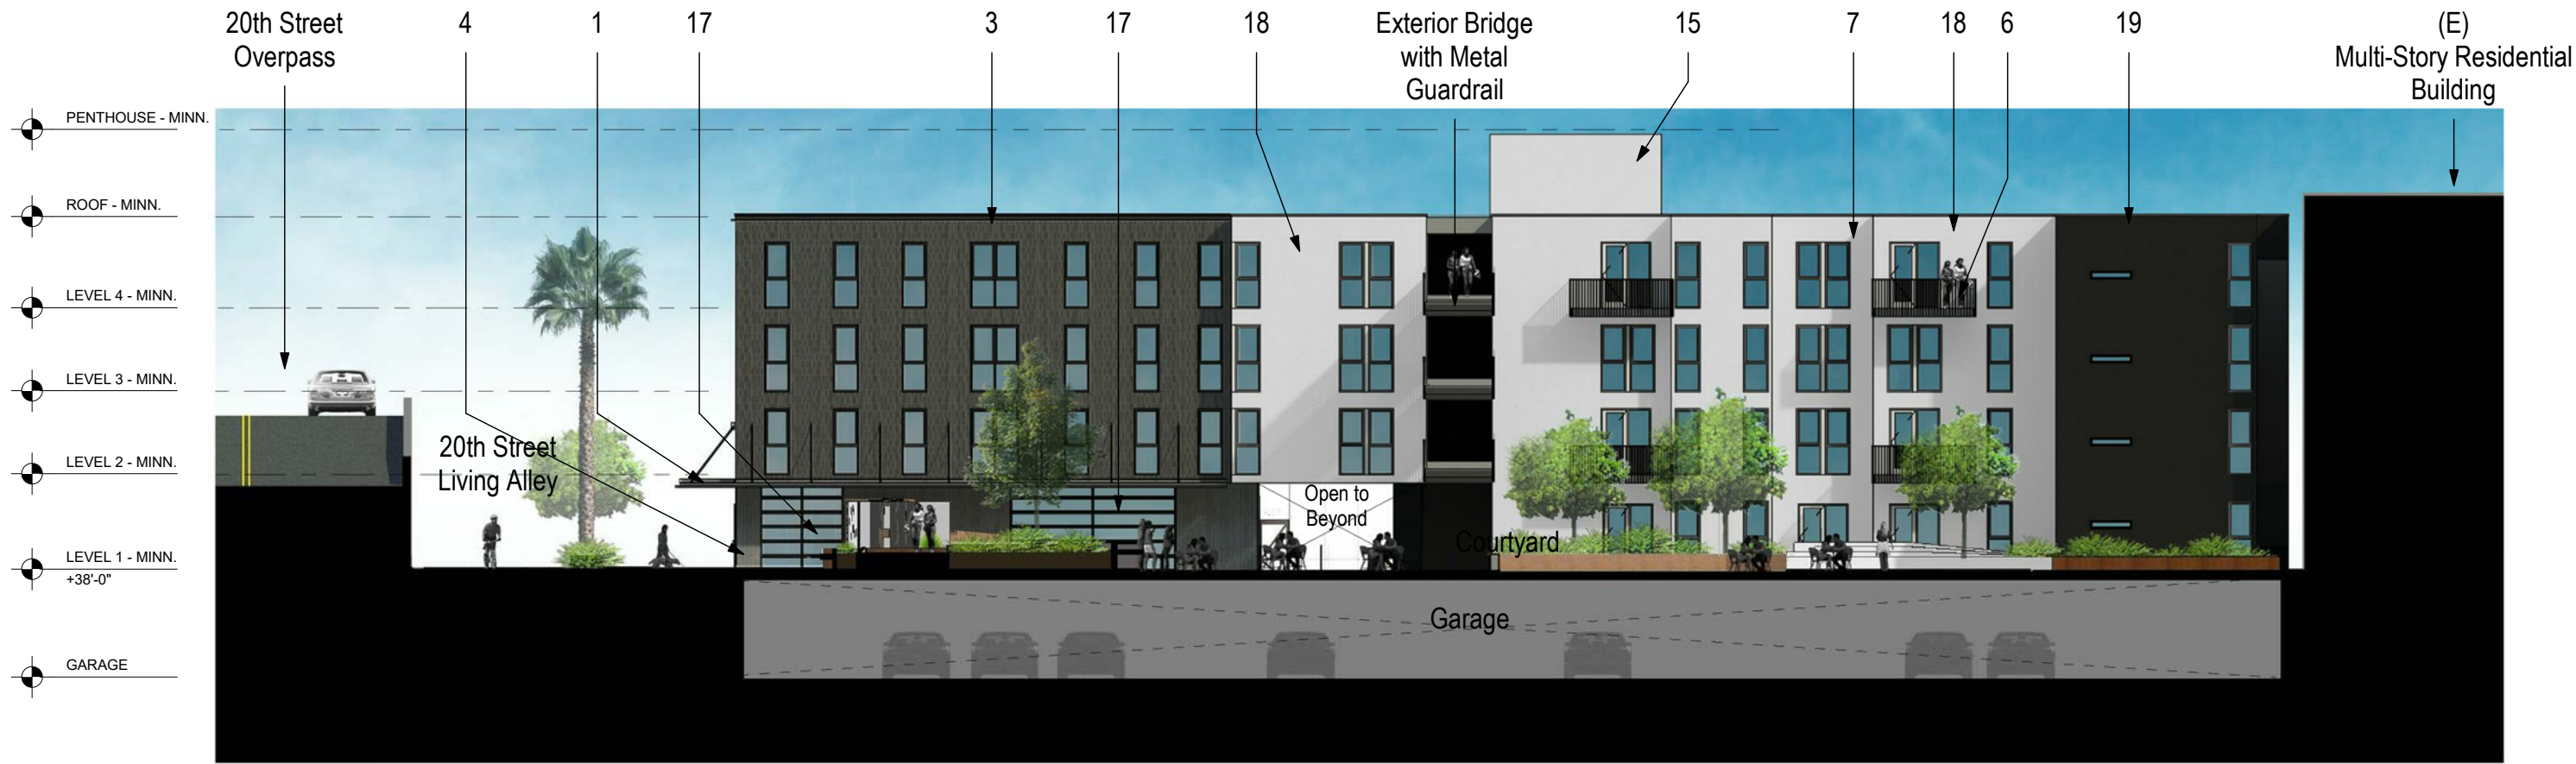 20th Street
Overpass
4
1
17
3
17
18
Exterior Bridge
with Metal
Guardrail
15
7
18
6
19
(E)
Multi-Story Residential
Building
PENTHOUSE - MINN.
ROOF - MINN.
LEVEL 4 - MINN.
LEVEL 3 - MINN.
LEVEL 2 - MINN.
LEVEL 1 - MINN.
+38'-0"
GARAGE
20th Street
Living Alley
Open to
Beyond
Courtyard
Garage